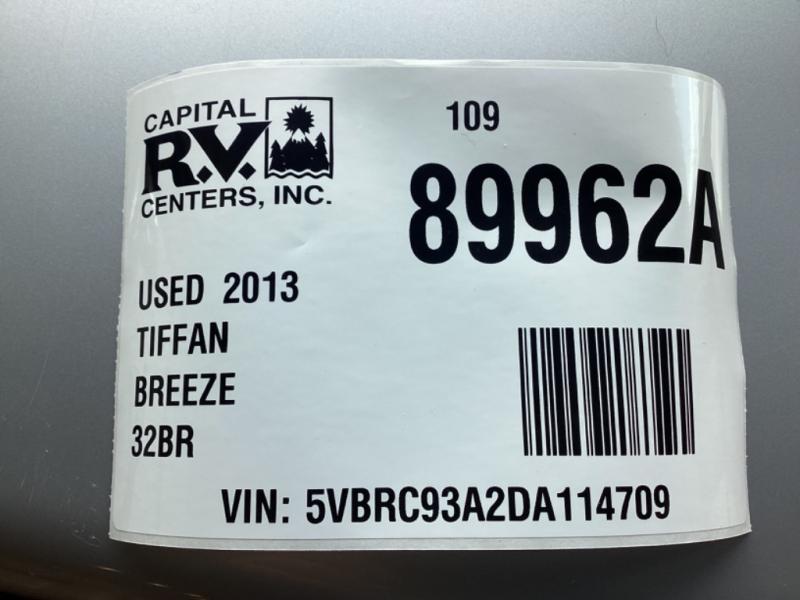 CAPITAL
R.V.
CENTERS, INC.
109
89962A
USED 2013
TIFFAN
BREEZE
32BR
VIN: 5VBRC93A2DA114709